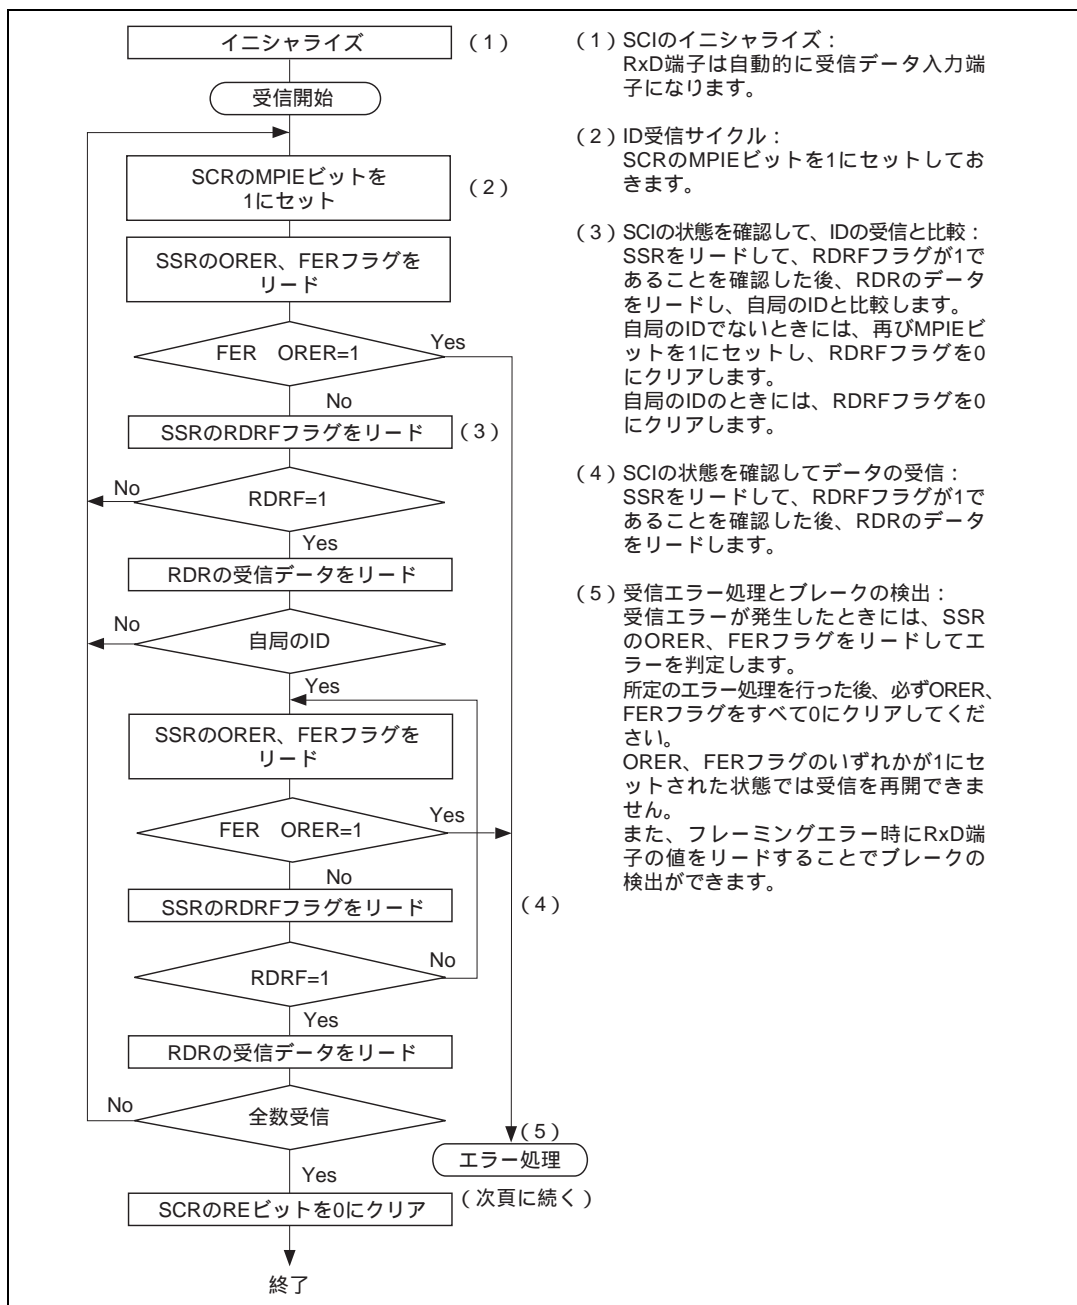 イニシャライズ
（1）
受信開始
SCRのMPIEビットを
1にセット
（2）
SSRのORER、FERフラグを
リード
FER　ORER=1
Yes
No
SSRのRDRFフラグをリード
（3）
RDRF=1
No
Yes
RDRの受信データをリード
自局のID
No
Yes
SSRのORER、FERフラグを
リード
FER　ORER=1
Yes
No
SSRのRDRFフラグをリード
（4）
RDRF=1
No
Yes
RDRの受信データをリード
全数受信
No
Yes
（5）
エラー処理
（次頁に続く）
SCRのREビットを0にクリア
終了
（1）SCIのイニシャライズ：
RxD端子は自動的に受信データ入力端
子になります。
（2）ID受信サイクル：
SCRのMPIEビットを1にセットしてお
きます。
（3）SCIの状態を確認して、IDの受信と比較：
SSRをリードして、RDRFフラグが1で
あることを確認した後、RDRのデータ
をリードし、自局のIDと比較します。
自局のIDでないときには、再びMPIEビ
ットを1にセットし、RDRFフラグを0
にクリアします。
自局のIDのときには、RDRFフラグを0
にクリアします。
（4）SCIの状態を確認してデータの受信：
SSRをリードして、RDRFフラグが1で
あることを確認した後、RDRのデータ
をリードします。
（5）受信エラー処理とブレークの検出：
受信エラーが発生したときには、SSR
のORER、FERフラグをリードしてエ
ラーを判定します。
所定のエラー処理を行った後、必ずORER、
FERフラグをすべて0にクリアしてくだ
さい。
ORER、FERフラグのいずれかが1にセ
ットされた状態では受信を再開できま
せん。
また、フレーミングエラー時にRxD端
子の値をリードすることでブレークの
検出ができます。